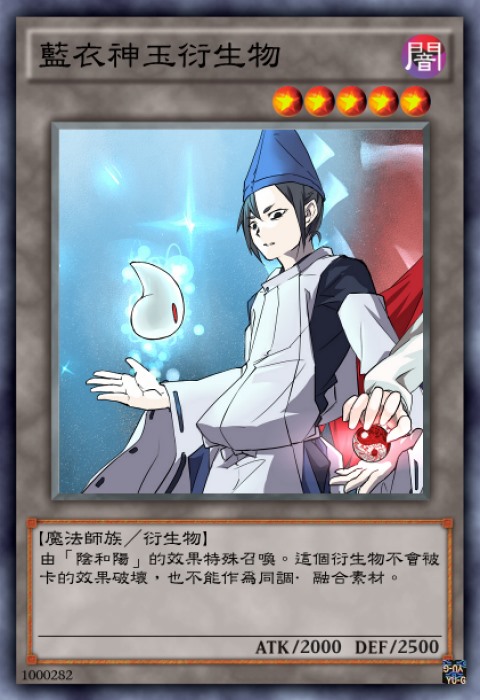 藍衣神玉衍生物
闇
[魔法師族／衍生物]
由「陰和陽」的效果特殊召喚。這個衍生物不會被
卡的效果破壞，也不能作爲同調·融合素材。
ATK/2000 DEF/2500
1000282